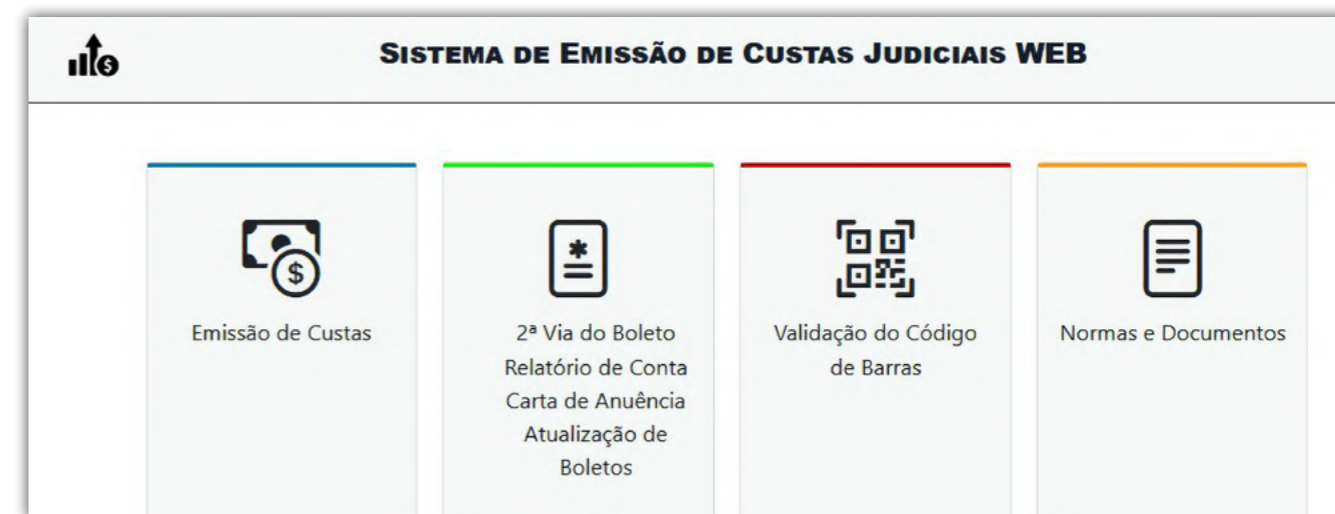 SISTEMA DE EMISSÃO DE CUSTAS JUDICIAIS WEB
Emissão de Custas
2ª Via do Boleto
Relatório de Conta
Carta de Anuência
Atualização de
Boletos
Validação do Código
de Barras
Normas e Documentos